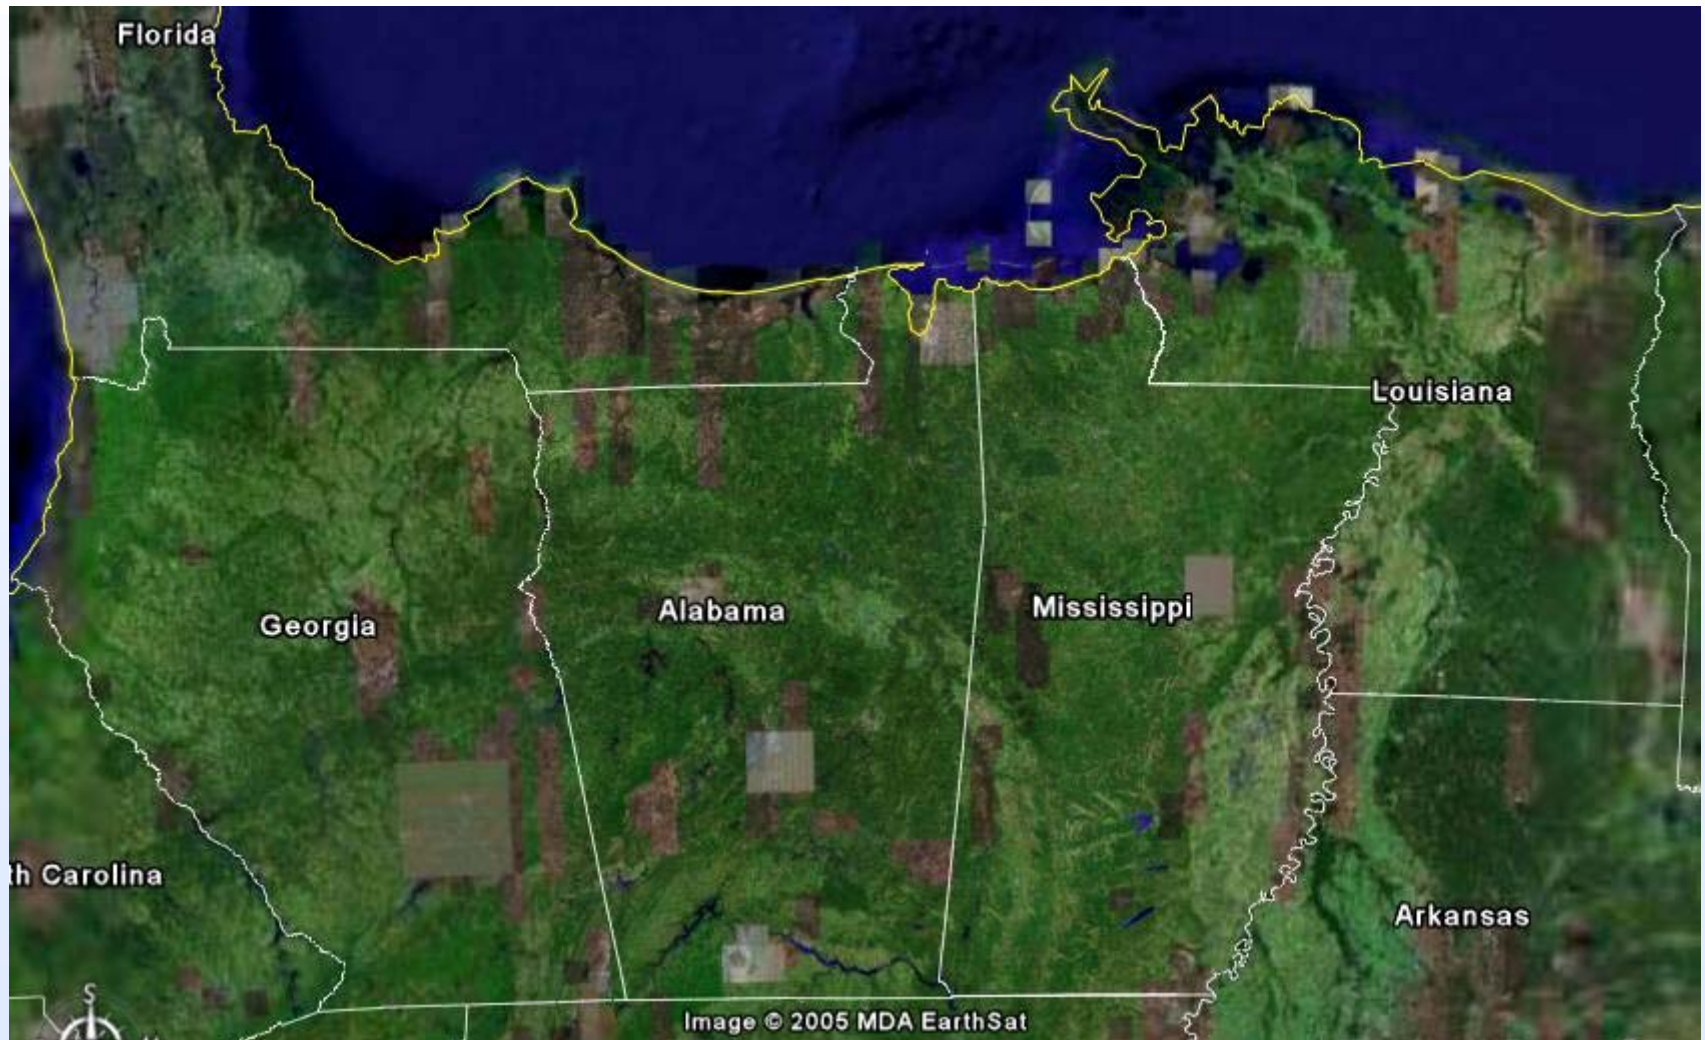 Florida
Louisiana
Georgia
Alabama
Mississippi
th Carolina
Arkansas
S
Image © 2005 MDA EarthSat